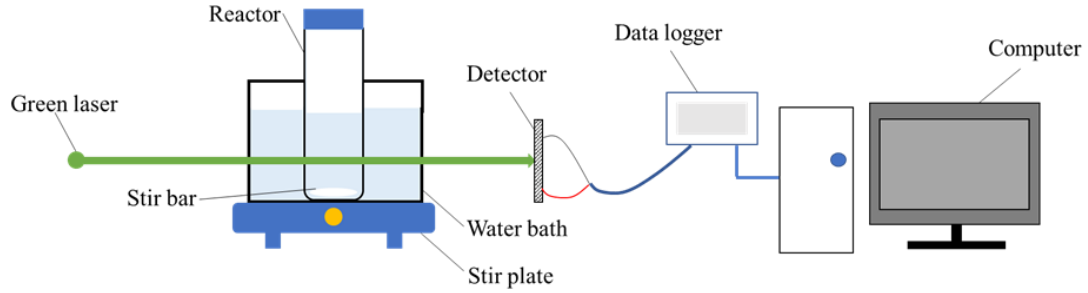 Reactor
Data logger
Computer
Detector
Green laser
Stir bar
Water bath
Stir plate